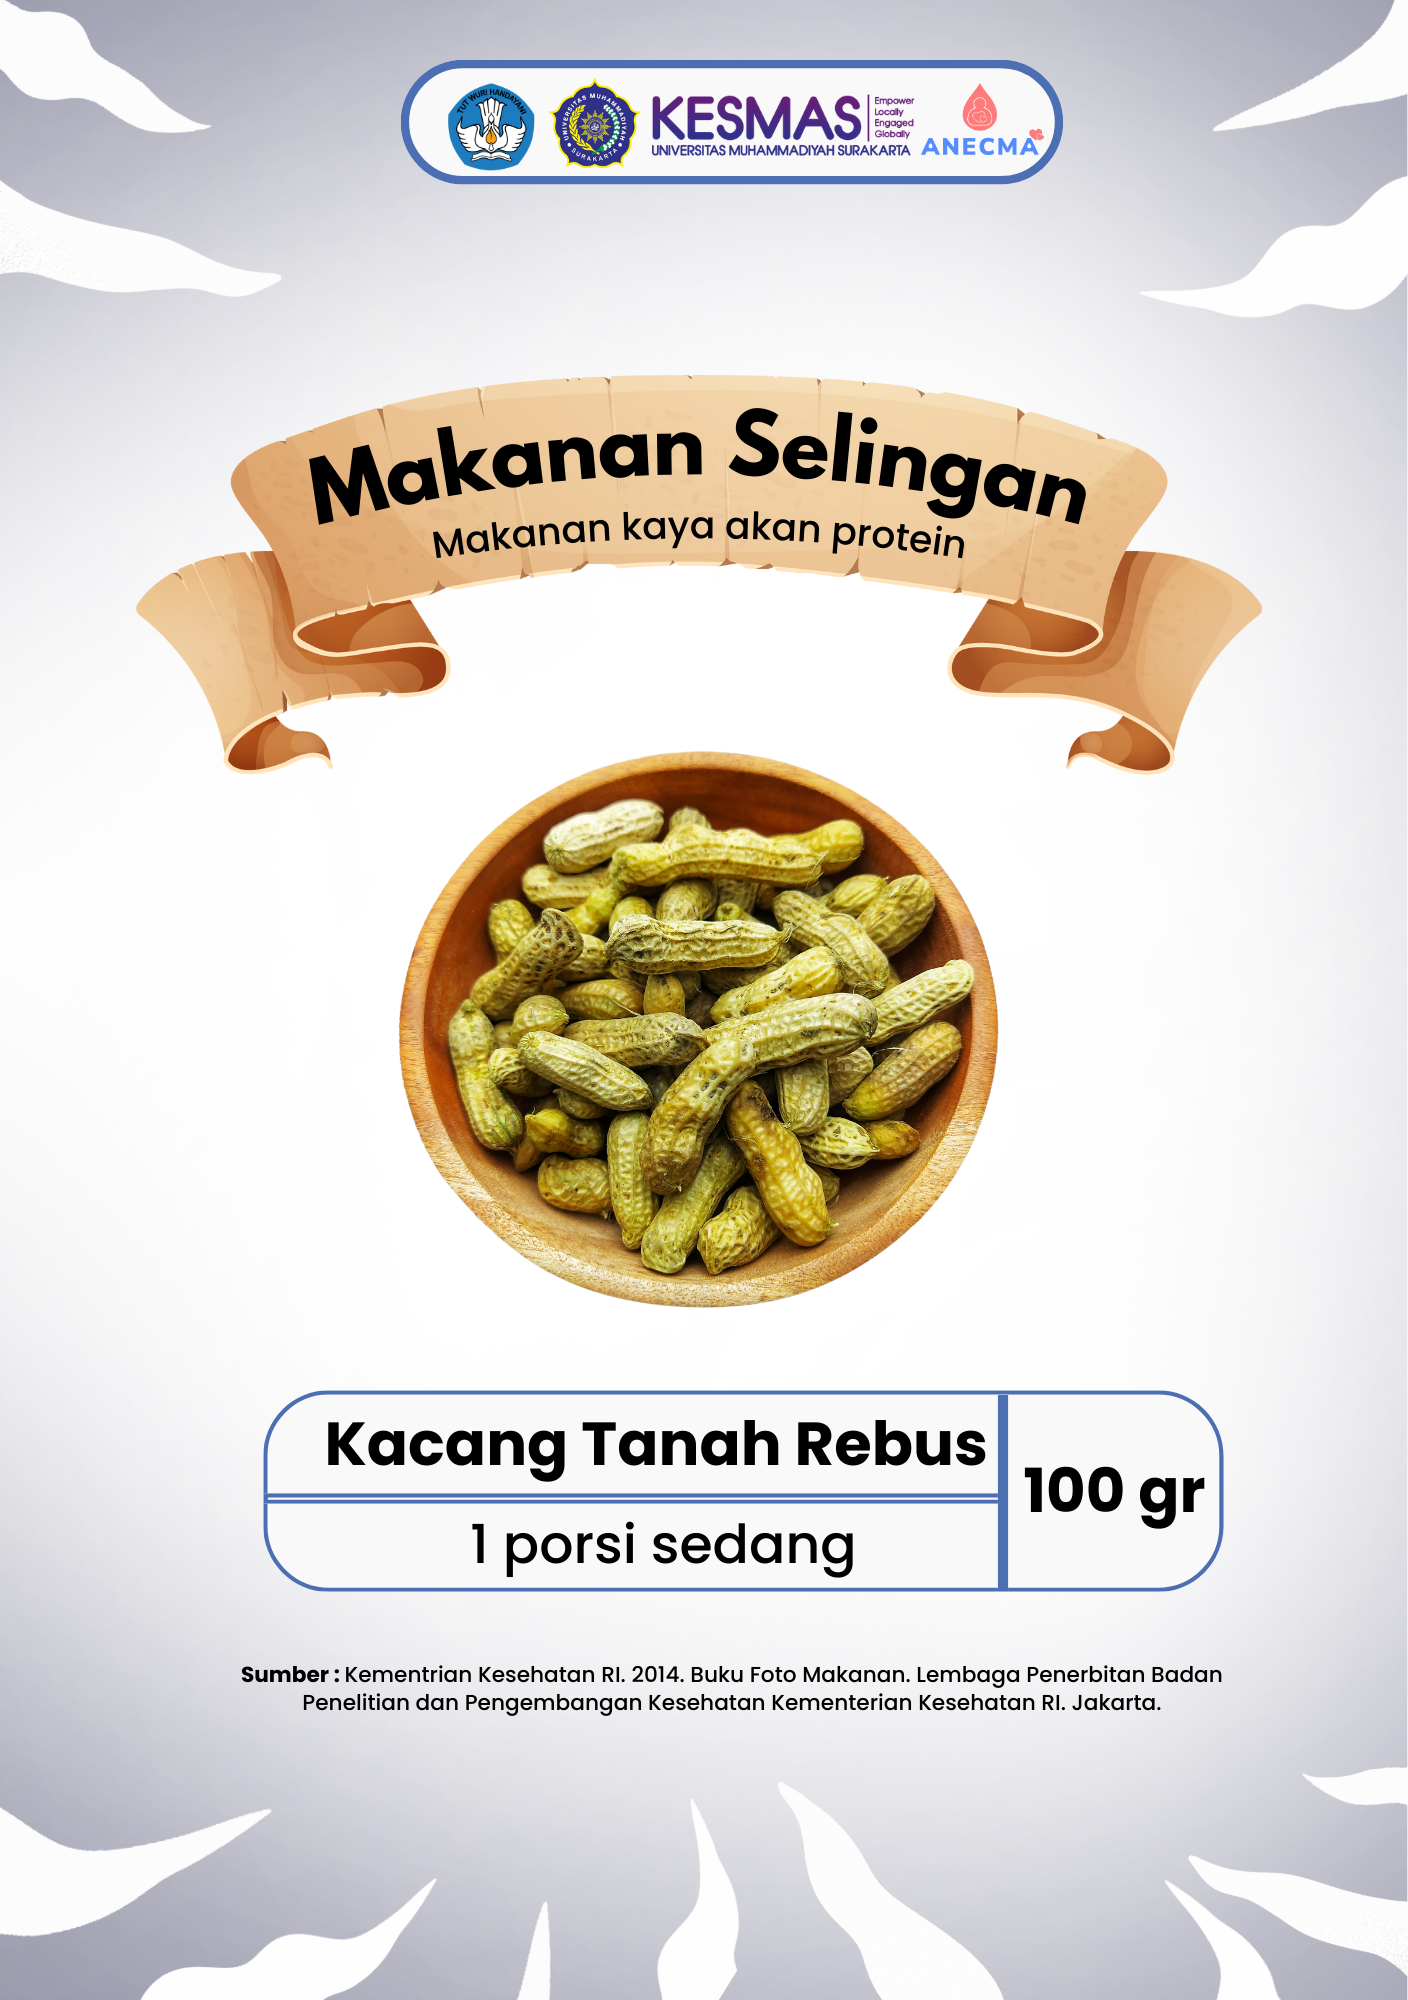 TUT WURI HANDAYANI
UNIVERSITAS MUHAMMADIYAH
SURAKARTA
KESMAS
Empower
Locally
Engaged
Globally
UNIVERSITAS MUHAMMADIYAH SURAKARTA
ANECMA
Makanan Selingan
Makanan kaya akan protein
Kacang Tanah Rebus
1 porsi sedang
100 gr
Sumber : Kementrian Kesehatan RI. 2014. Buku Foto Makanan. Lembaga Penerbitan Badan
Penelitian dan Pengembangan Kesehatan Kementerian Kesehatan RI. Jakarta.